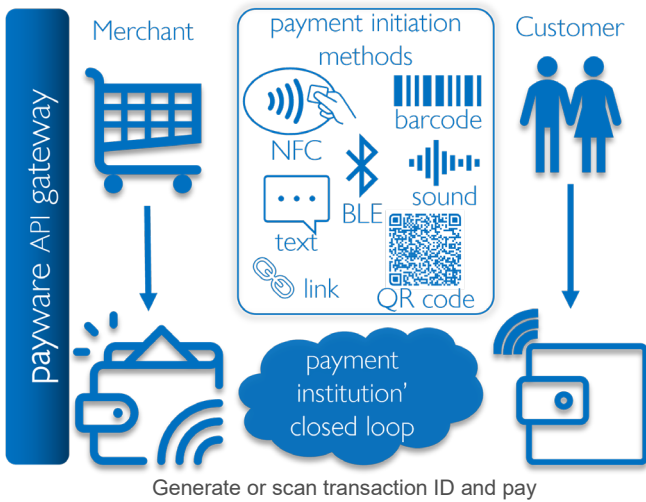 payware API gateway
Merchant
payment initiation
methods
Customer
NFC
barcode
BLE
sound
text
link
QR code
payment
institution’
closed loop
Generate or scan transaction ID and pay